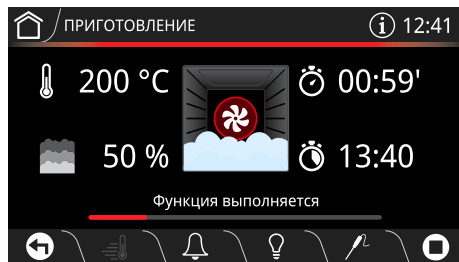 ПРИГОТОВЛЕНИЕ
i 12:41
200 °C
00:59'
50 %
13:40
Функция выполняется